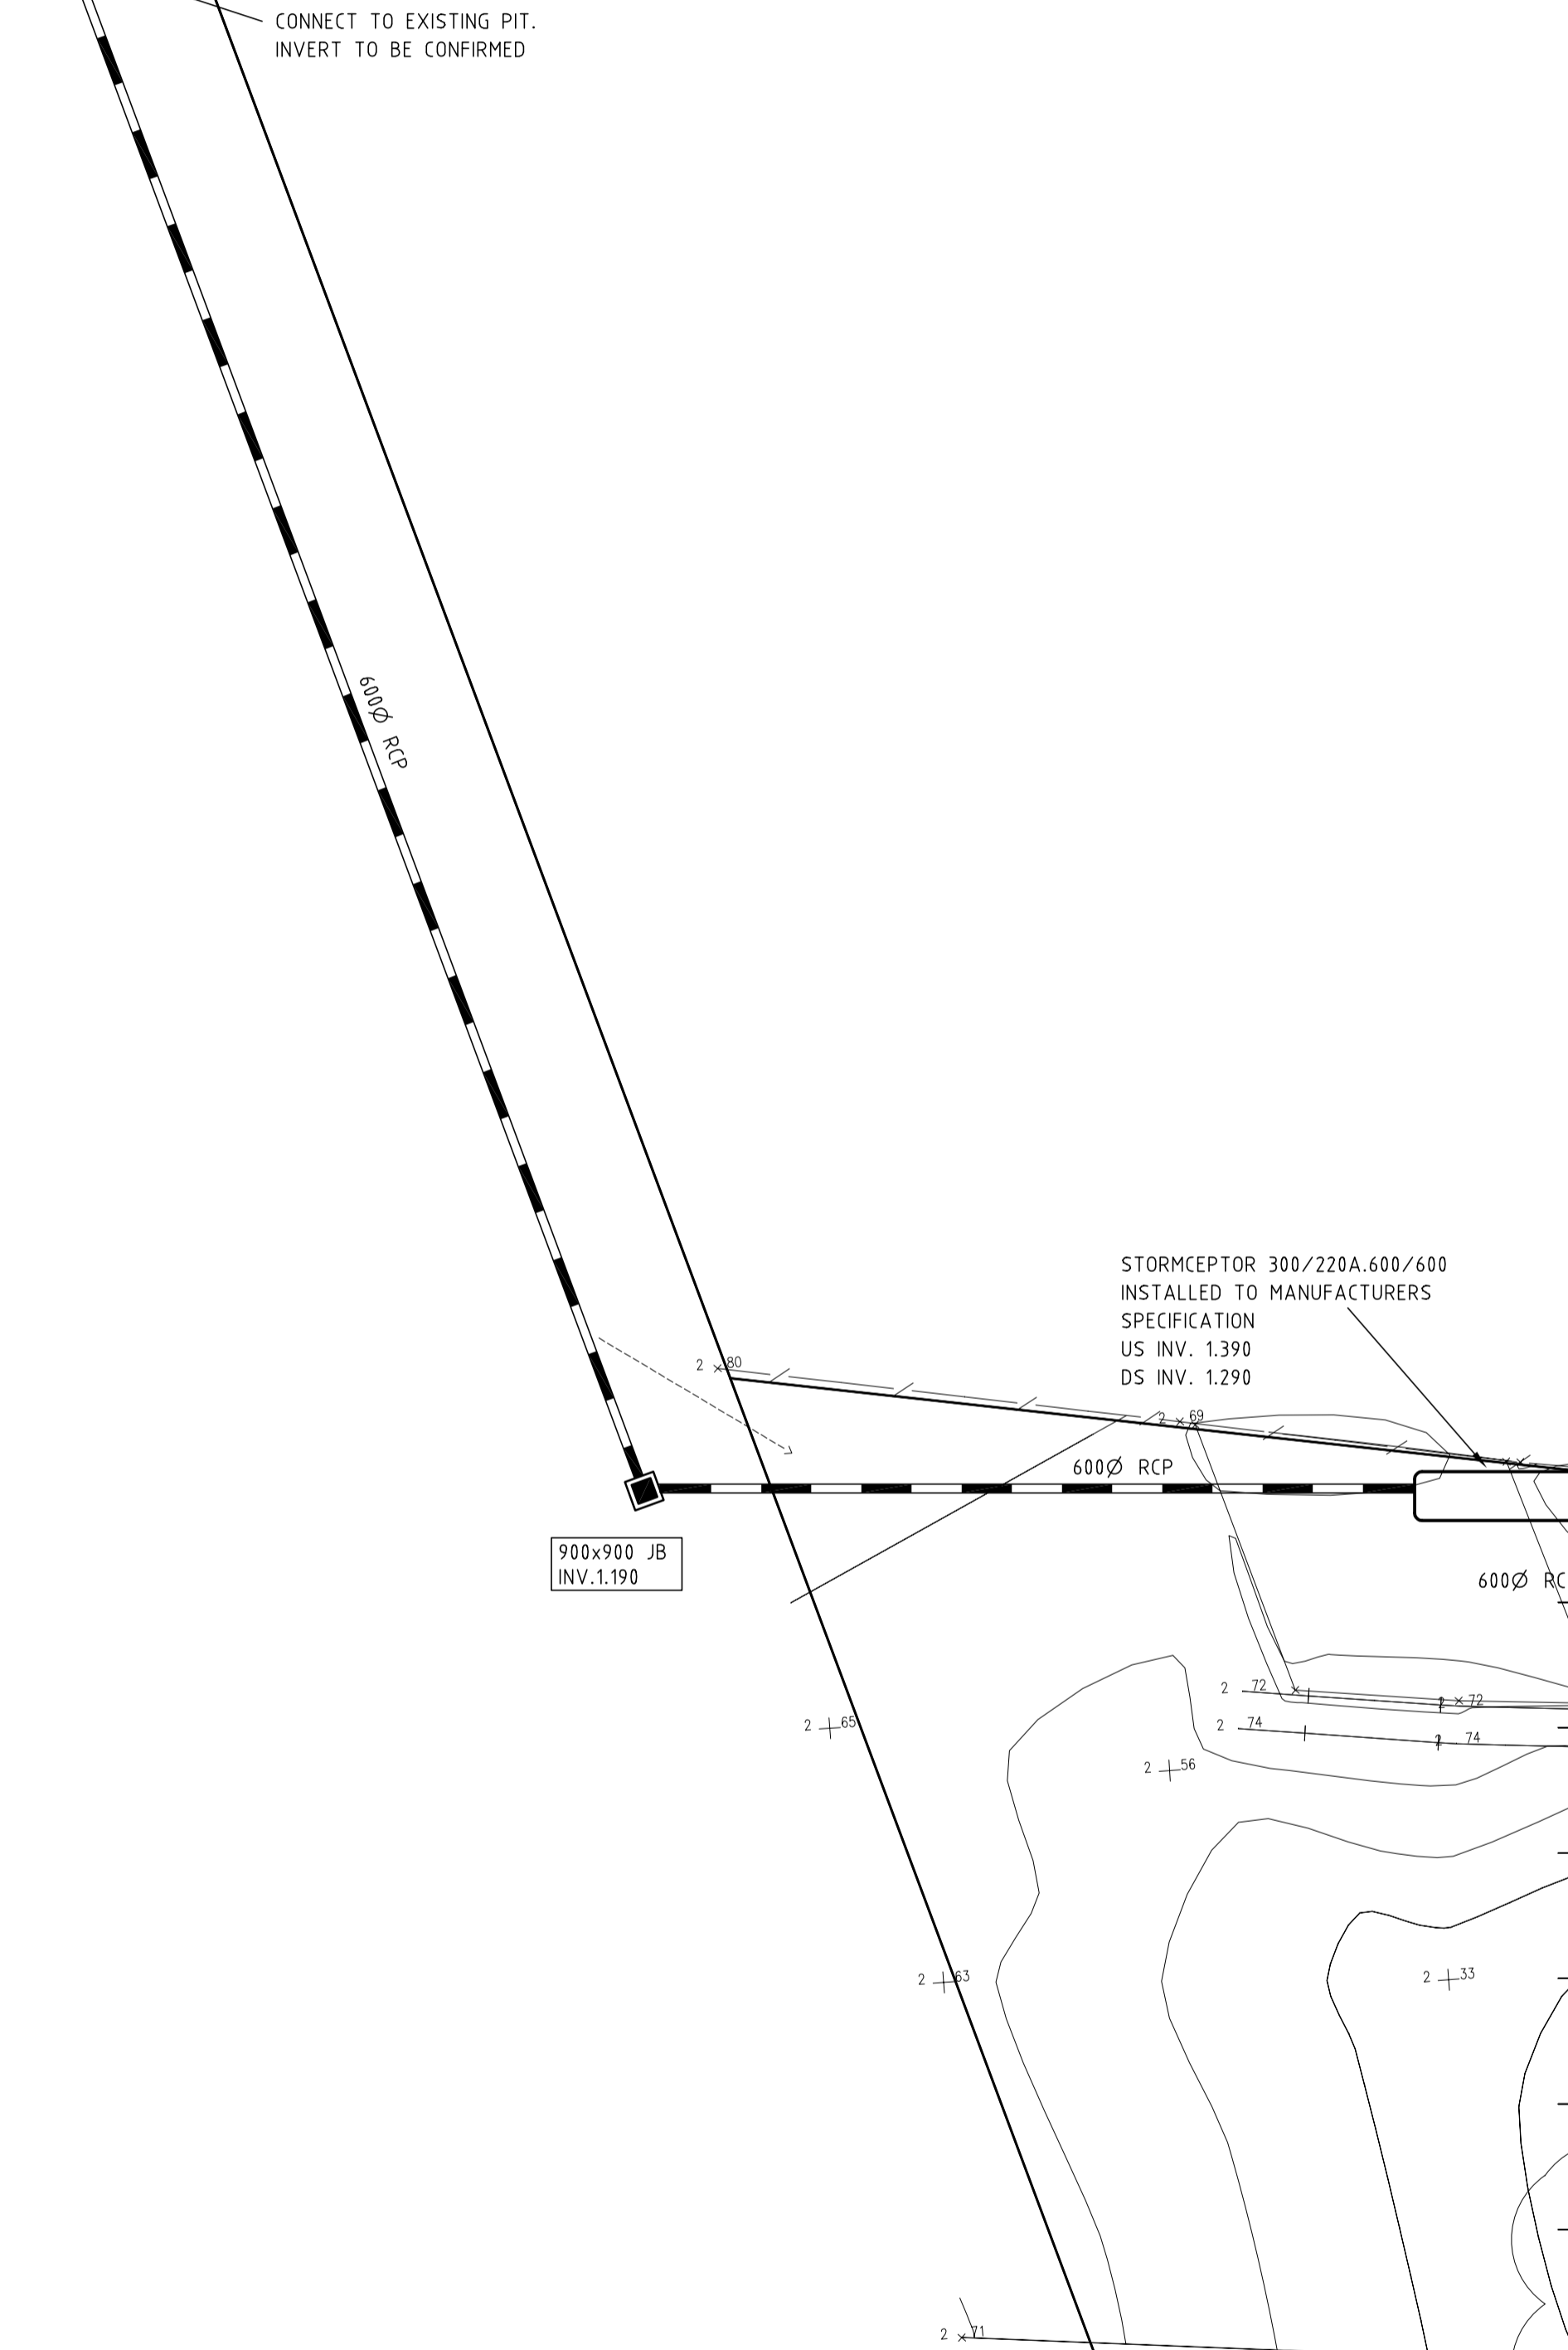 CONNECT TO EXISTING PIT.
INVERT TO BE CONFIRMED
600Ø RCP
STORMCEPTOR 300/220A.600/600
INSTALLED TO MANUFACTURERS
SPECIFICATION
US INV. 1.390
DS INV. 1.290
2 80
2 69
600Ø RCP
900x900 JB
INV.1.190
600Ø RC
2 72
2 72
2 74
2 74
2 65
2 56
2 63
2 33
2 71